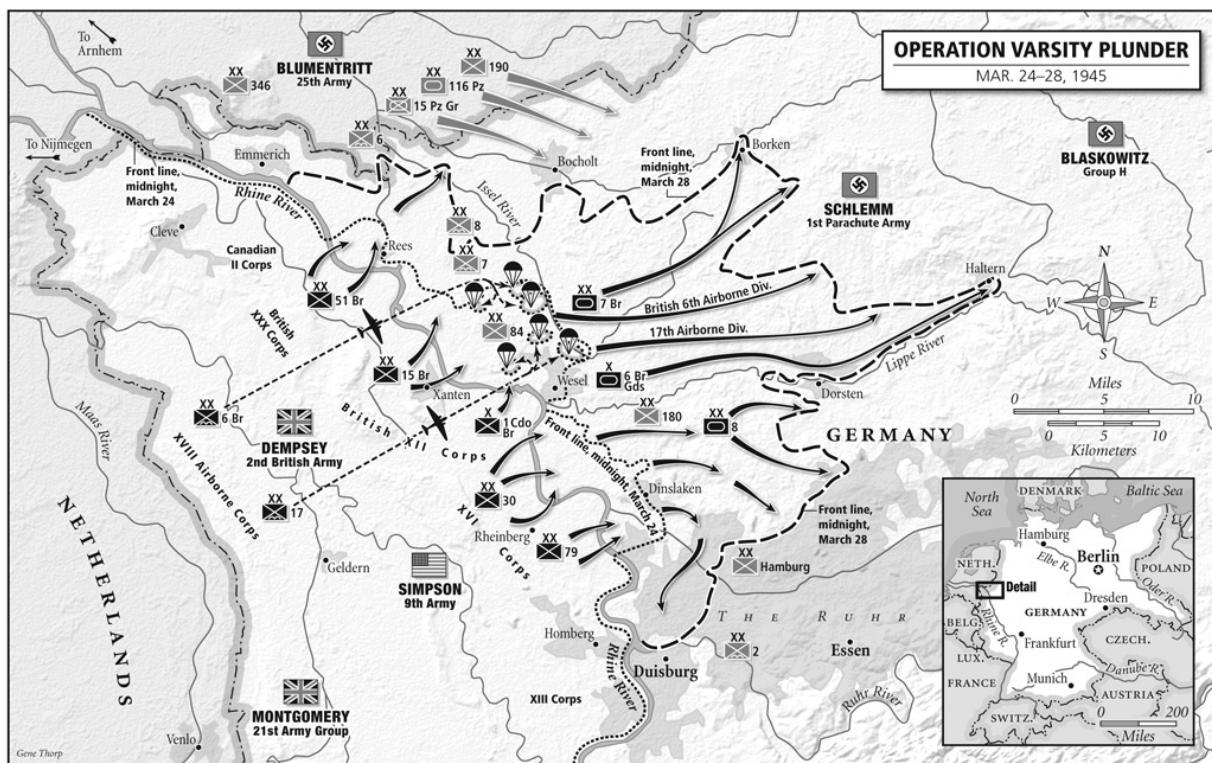 OPERATION VARSITY PLUNDER
MAR. 24–28, 1945
To
Arnhem
BLUMENTRITT
25th Army
XX
346
XX
190
XX
116 Pz
XX
15 Pz Gr
XX
6
To Nijmegen
Emmerich
Front line,
midnight,
March 24
Rhine River
Cleve
Canadian
II Corps
Rees
Issel River
Bocholt
Front line,
midnight,
March 28
Borken
SCHLEMM
1st Parachute Army
BLASKOWITZ
Group H
XX
8
XX
7
XX
51 Br
British
XXX Corps
XX
7 Br
British 6th Airborne Div.
17th Airborne Div.
Haltern
N
W
E
S
XX
84
XX
15 Br
Xanten
Wesel
X
6 Br
Gds
Lippe River
Dorsten
Miles
0
5
10
0
5
10
Kilometers
Maas River
XX
6 Br
DEMPSEY
2nd British Army
British XII Corps
X
1 Cdo
Br
XX
180
XX
8
GERMANY
XVIII Airborne Corps
XX
17
XX
30
Front line, midnight, March 24
Dinslaken
Front line,
midnight,
March 28
NETHERLANDS
XVI Corps
Rheinberg
XX
79
XX
Hamburg
Geldern
SIMPSON
9th Army
THE RUHR
Homberg
Rhine River
Duisburg
XX
2
Essen
Ruhr River
MONTGOMERY
21st Army Group
XIII Corps
Venlo
Gene Thorp
North
Sea
DENMARK
Baltic Sea
Hamburg
Elbe R.
Berlin
NETH.
POLAND
Oder R.
Detail
Dresden
GERMANY
BELG.
Rhine R.
Frankfurt
CZECH.
LUX.
Danube R.
FRANCE
Munich
AUSTRIA
SWITZ.
0
200
Miles